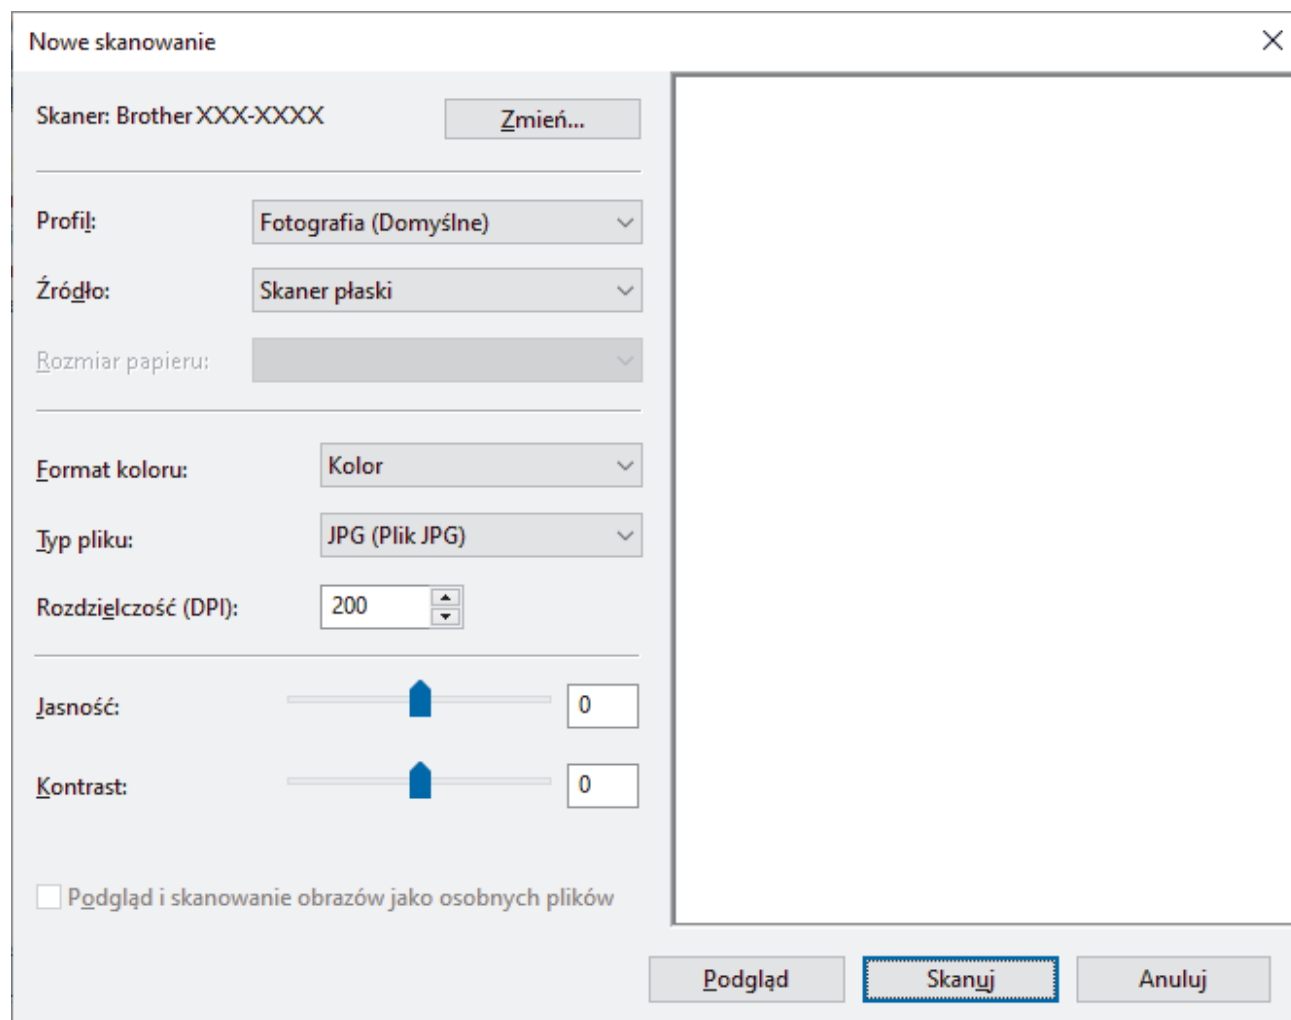 Nowe skanowanie
Skaner: Brother XXX-XXXX
Zmień...
Profil:
Fotografia (Domyślne)
Źródło:
Skaner płaski
Rozmiar papieru:
Format koloru:
Kolor
Typ pliku:
JPG (Plik JPG)
Rozdzielczość (DPI):
200
Jasność:
0
Kontrast:
0
Podgląd i skanowanie obrazów jako osobnych plików
Podgląd
Skanuj
Anuluj